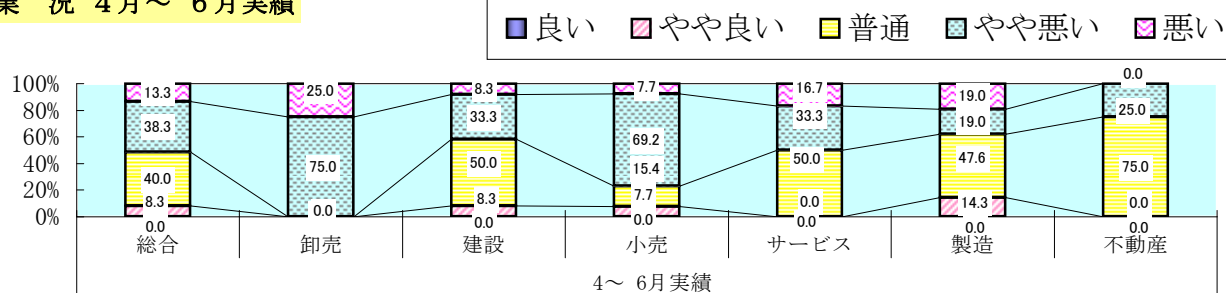 業 況 4月～ 6月実績
良い やや良い 普通 やや悪い 悪い
100%
80%
60%
40%
20%
0%
13.3 25.0 8.3 7.7 16.7 19.0 0.0
38.3 75.0 33.3 69.2 33.3 19.0 25.0
40.0 0.0 50.0 15.4 50.0 47.6 75.0
8.3 8.3 7.7 0.0 14.3 0.0
0.0 0.0 0.0 0.0 0.0 0.0
総合 卸売 建設 小売 サービス 製造 不動産
4～ 6月実績